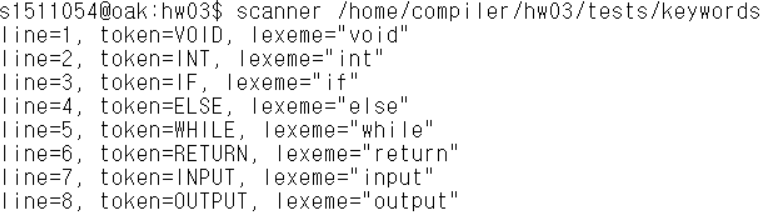 s1511054@oak:hw03$ scanner /home/compiler/hw03/tests/keywords
line=1, token=VOID, lexeme="void"
line=2, token=INT, lexeme="int"
line=3, token=IF, lexeme="if"
line=4, token=ELSE, lexeme="else"
line=5, token=WHILE, lexeme="while"
line=6, token=RETURN, lexeme="return"
line=7, token=INPUT, lexeme="input"
line=8, token=OUTPUT, lexeme="output"